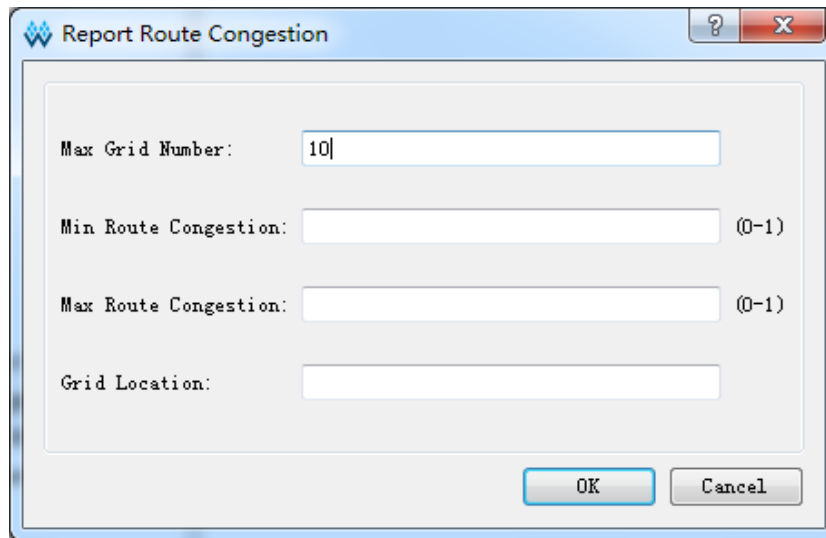 Report Route Congestion
Max Grid Number: 10
Min Route Congestion: (0-1)
Max Route Congestion: (0-1)
Grid Location:
OK Cancel